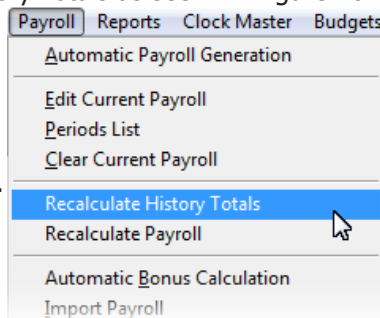 Payroll Reports Clock Master Budgets
Automatic Payroll Generation
Edit Current Payroll
Periods List
Clear Current Payroll
Recalculate History Totals
Recalculate Payroll
Automatic Bonus Calculation
Import Payroll